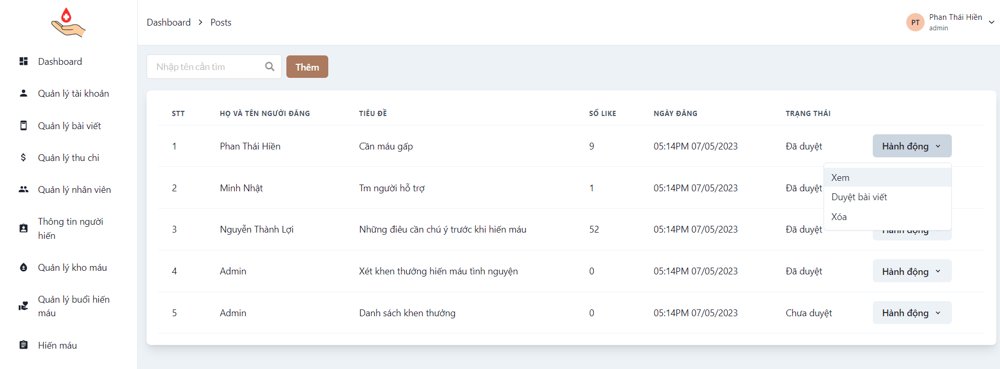 Dashboard > Posts
PT
Phan Thái Hiền
admin
Dashboard
Quản lý tài khoản
Quản lý bài viết
Quản lý thu chi
Quản lý nhân viên
Thông tin người
hiến
Quản lý kho máu
Quản lý buổi hiến
máu
Hiến máu
Nhập tên cần tìm
Thêm
STT HỌ VÀ TÊN NGƯỜI ĐĂNG TIÊU ĐỀ SỐ LIKE NGÀY ĐĂNG TRẠNG THÁI
1 Phan Thái Hiền Cần máu gấp 9 05:14PM 07/05/2023 Đã duyệt Hành động
2 Minh Nhật Tm người hỗ trợ 1 05:14PM 07/05/2023 Đã duyệt
3 Nguyễn Thành Lợi Những điêu cần chú ý trước khi hiến máu 52 05:14PM 07/05/2023 Đã duyệt Hành động
4 Admin Xét khen thưởng hiến máu tình nguyện 0 05:14PM 07/05/2023 Đã duyệt Hành động
5 Admin Danh sách khen thưởng 0 05:14PM 07/05/2023 Chưa duyệt Hành động
Xem
Duyệt bài viết
Xóa